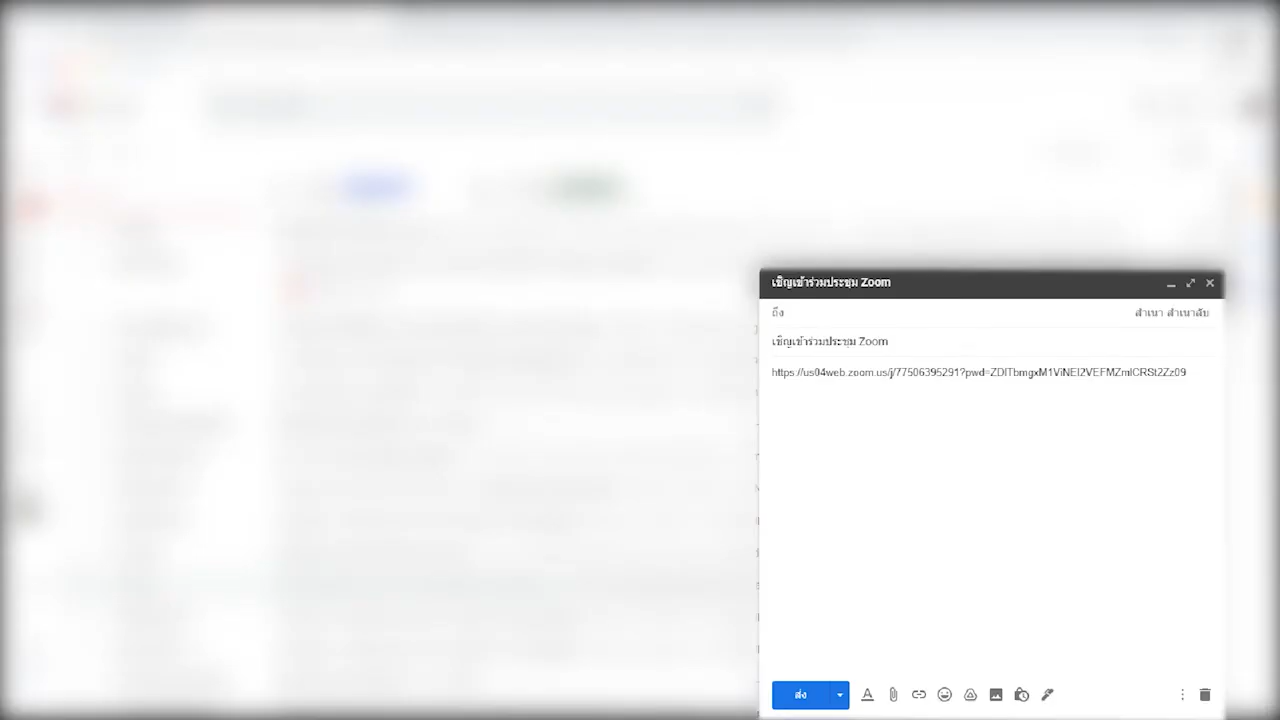 เชิญเข้าร่วมประชุม Zoom
ถึง สำเนา สำเนาลับ
เชิญเข้าร่วมประชุม Zoom
https://us04web.zoom.us/j/77506395291?pwd=ZDlTbmgxM1ViNEI2VEFMZmlCRSt2Zz09
ส่ง